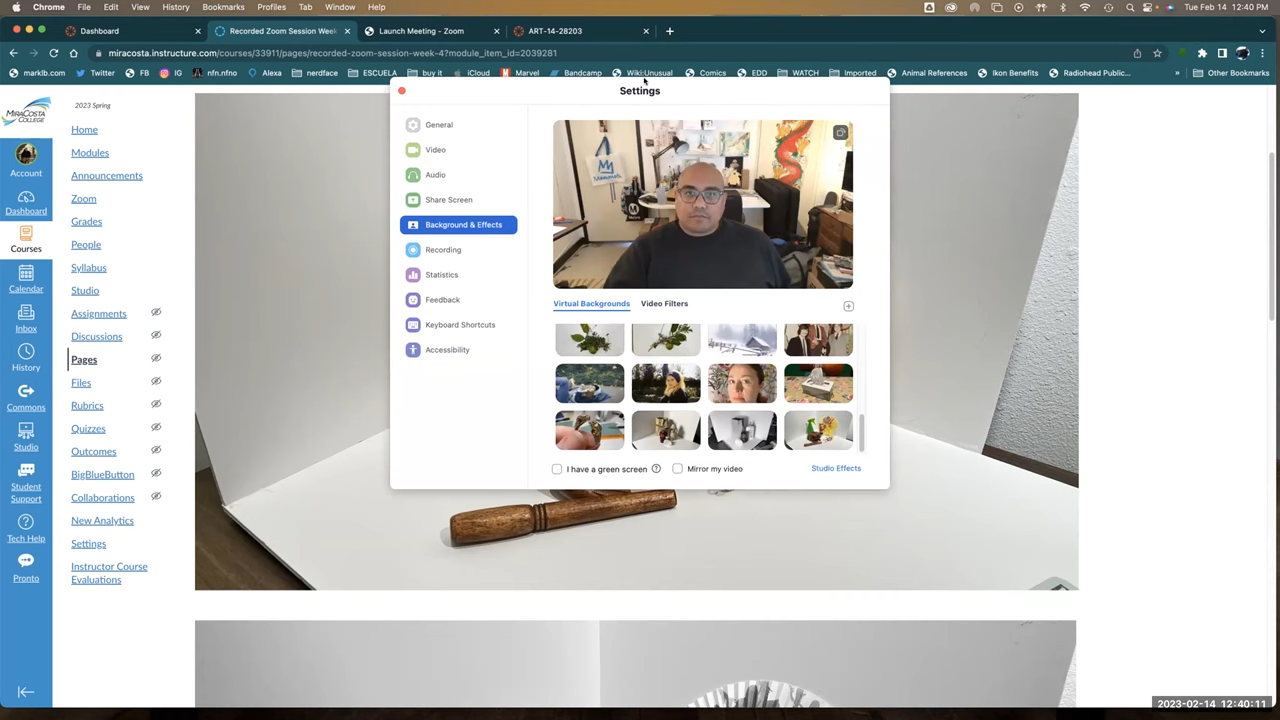 Chrome File Edit View History Bookmarks Profiles Tab Window Help Tue Feb 14 12:40 PM
Dashboard Recorded Zoom Session Week Launch Meeting - Zoom ART-14-28203
miracosta.instructure.com/courses/33911/pages/recorded-zoom-session-week-4?module_item_id=2039281
marklb.com Twitter FB IG nfn.nfno Alexa nerdface ESCUELA buy it iCloud Marvel Bandcamp Wiki:Unusual Comics EDD WATCH Imported Animal References Ikon Benefits Radiohead Public... » Other Bookmarks
MIRACOSTA
COLLEGE
Account
Dashboard
Courses
Calendar
Inbox
History
Commons
Studio
Student
Support
Tech Help
Pronto
2023 Spring
Home
Modules
Announcements
Zoom
Grades
People
Syllabus
Studio
Assignments
Discussions
Pages
Files
Rubrics
Quizzes
Outcomes
BigBlueButton
Collaborations
New Analytics
Settings
Instructor Course
Evaluations
Settings
General
Video
Audio
Share Screen
Background & Effects
Recording
Statistics
Feedback
Keyboard Shortcuts
Accessibility
Virtual Backgrounds Video Filters
I have a green screen Mirror my video Studio Effects
2023-02-14 12:40:11